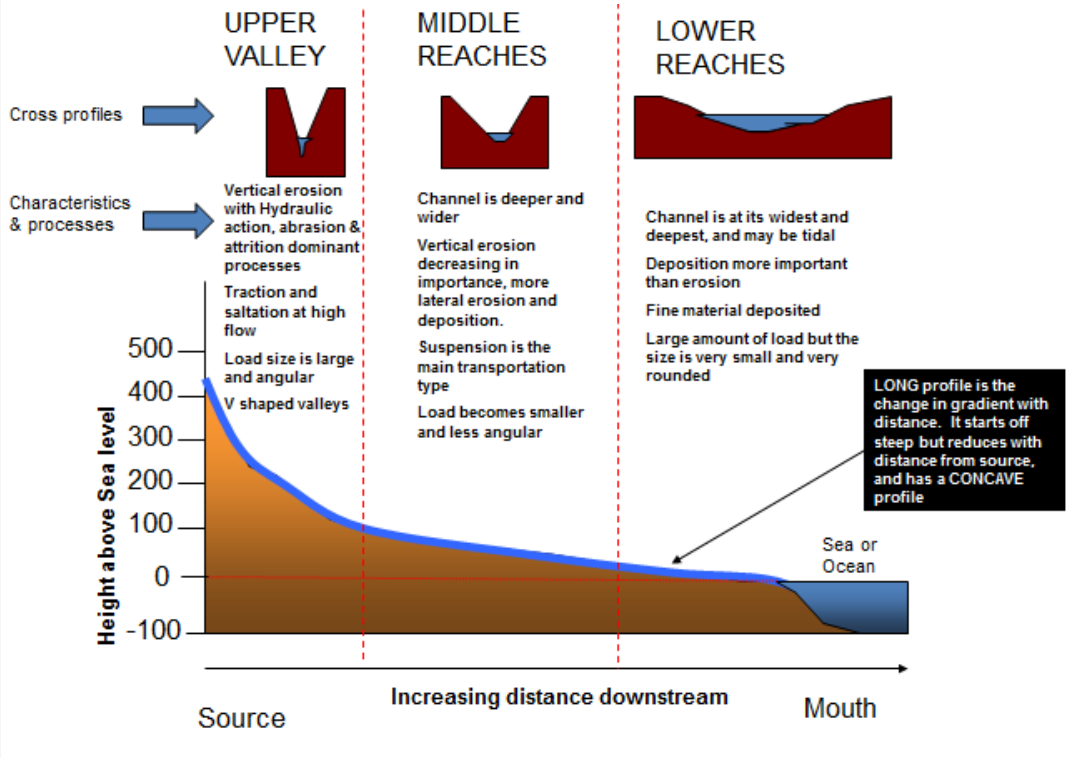 UPPER
VALLEY
MIDDLE
REACHES
LOWER
REACHES
Cross profiles
Characteristics
& processes
Vertical erosion
with Hydraulic
action, abrasion &
attrition dominant
processes
Traction and
saltation at high
flow
Load size is large
and angular
V shaped valleys
Channel is deeper and
wider
Vertical erosion
decreasing in
importance, more
lateral erosion and
deposition.
Suspension is the
main transportation
type
Load becomes smaller
and less angular
Channel is at its widest and
deepest, and may be tidal
Deposition more important
than erosion
Fine material deposited
Large amount of load but the
size is very small and very
rounded
LONG profile is the
change in gradient with
distance.  It starts off
steep but reduces with
distance from source,
and has a CONCAVE
profile
Height above Sea level
500
400
300
200
100
0
-100
Sea or
Ocean
Increasing distance downstream
Source
Mouth